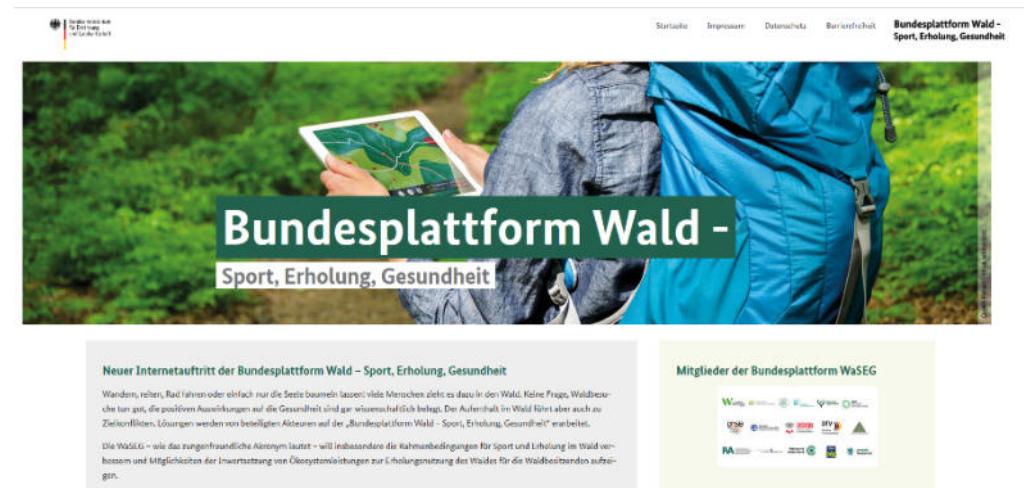 Bundesministerium
für Ernährung
und Landwirtschaft
Startseite Impressum Datenschutz Barrierefreiheit
Bundesplattform Wald –
Sport, Erholung, Gesundheit
Bundesplattform Wald -
Sport, Erholung, Gesundheit
Neuer Internetauftritt der Bundesplattform Wald – Sport, Erholung, Gesundheit
Wandern, reiten, Rad fahren oder einfach nur die Seele baumeln lassen: viele Menschen zieht es dazu in den Wald. Keine Frage, Waldbesu-
che tun gut, die positiven Auswirkungen auf die Gesundheit sind gar wissenschaftlich belegt. Der Aufenthalt im Wald führt aber auch zu
Zielkonflikten. Lösungen werden von beteiligten Akteuren auf der „Bundesplattform Wald – Sport, Erholung, Gesundheit" erarbeitet.
Die WaSEG – wie das zungenfreundliche Akronym lautet – will insbesondere die Rahmenbedingungen für Sport und Erholung im Wald ver-
bessern und Möglichkeiten der Inwertsetzung von Ökosystemleistungen zur Erholungsnutzung des Waldes für die Waldbesitzenden aufzei-
gen.
Mitglieder der Bundesplattform WaSEG